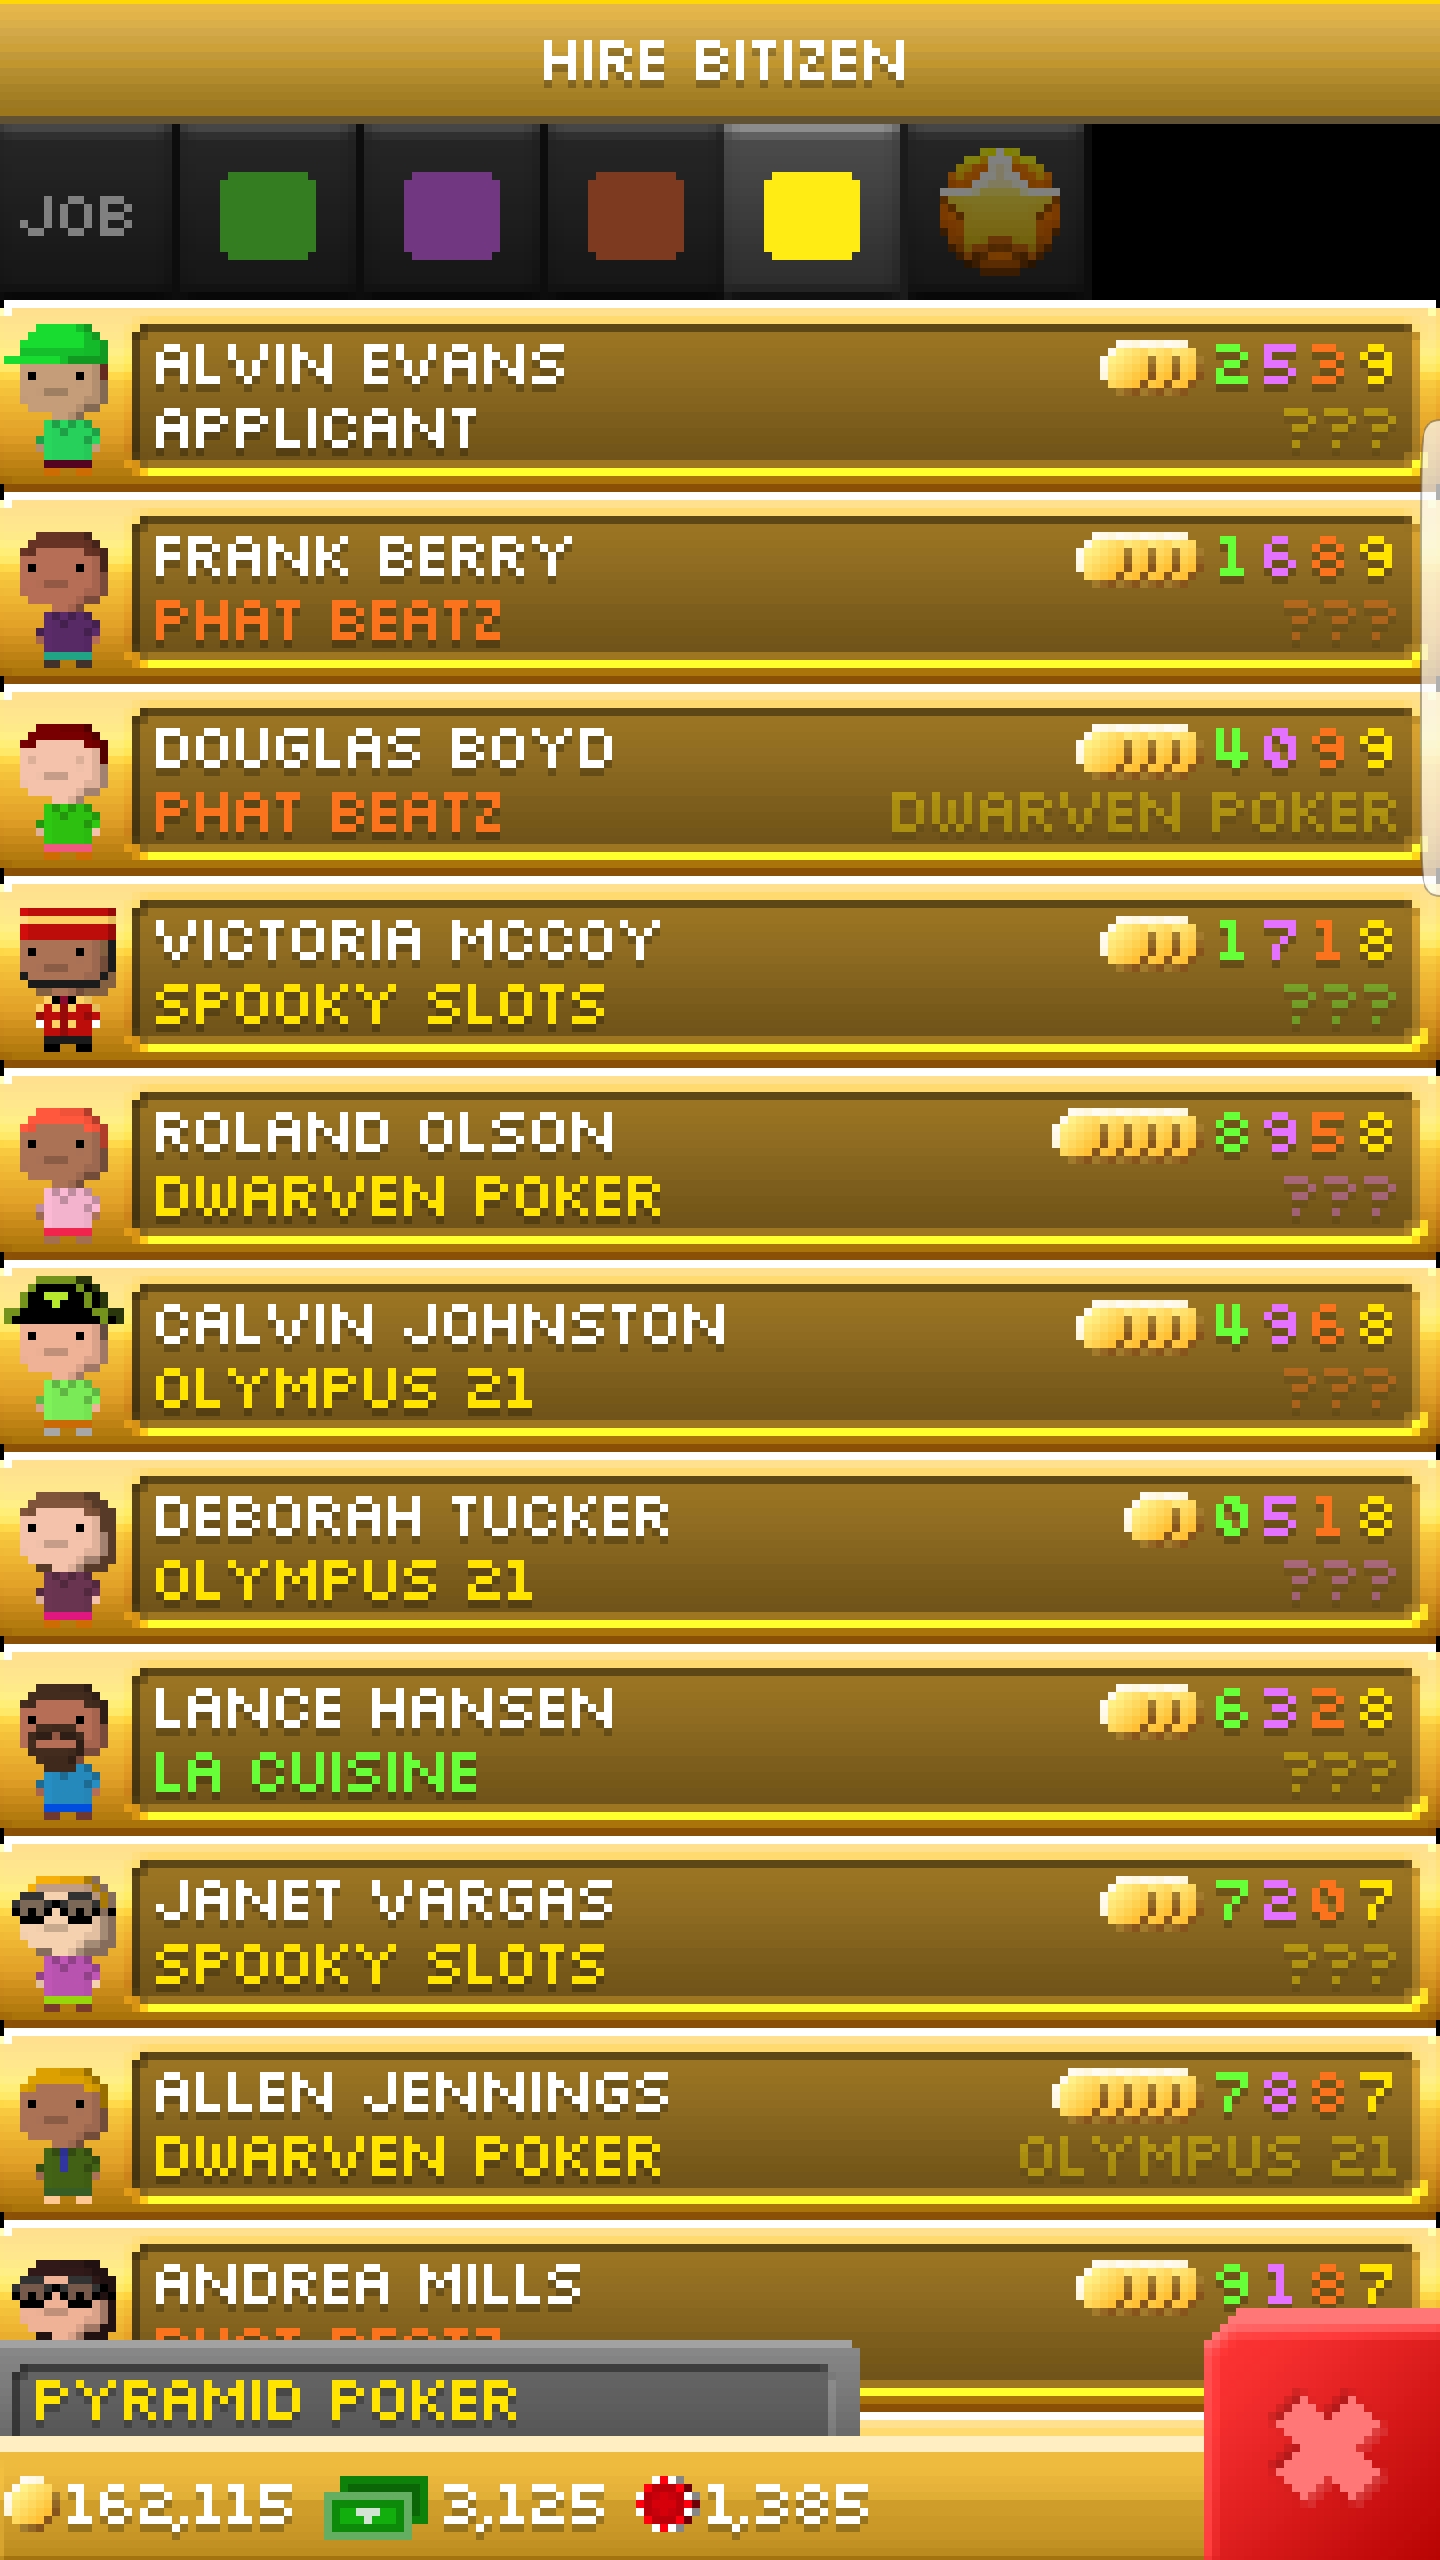 HIRE BITIZEN
JOB
ALVIN EVANS 2539
APPLICANT ???
FRANK BERRY 1689
PHAT BEATZ ???
DOUGLAS BOYD 4099
PHAT BEATZ DWARVEN POKER
VICTORIA MCCOY 1718
SPOOKY SLOTS ???
ROLAND OLSON 8958
DWARVEN POKER ???
CALVIN JOHNSTON 4968
OLYMPUS 21 ???
DEBORAH TUCKER 0518
OLYMPUS 21 ???
LANCE HANSEN 6328
LA CUISINE ???
JANET VARGAS 7207
SPOOKY SLOTS ???
ALLEN JENNINGS 7887
DWARVEN POKER OLYMPUS 21
ANDREA MILLS 9187
PHAT BEATZ
PYRAMID POKER
162,115 3,125 1,385